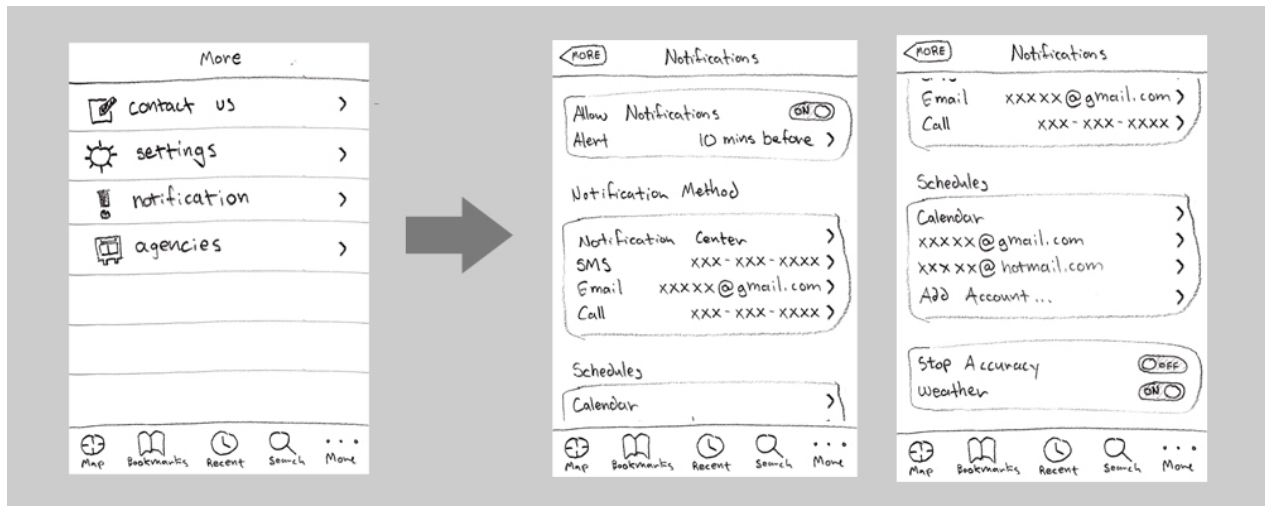 More
contact us >
settings >
notification >
agencies >
Map Bookmarks Recent Search More
MORE Notifications
Allow Notifications ON
Alert 10 mins before >
Notification Method
Notification Center >
SMS xxx-xxx-xxxx >
Email xxxxx@gmail.com >
Call xxx-xxx-xxxx >
Schedules
Calendar >
Map Bookmarks Recent Search More
MORE Notifications
Email xxxxx@gmail.com >
Call xxx-xxx-xxxx >
Schedules
Calendar >
xxxxx@gmail.com >
xxxxx@hotmail.com >
Add Account... >
Stop Accuracy OFF
Weather ON
Map Bookmarks Recent Search More